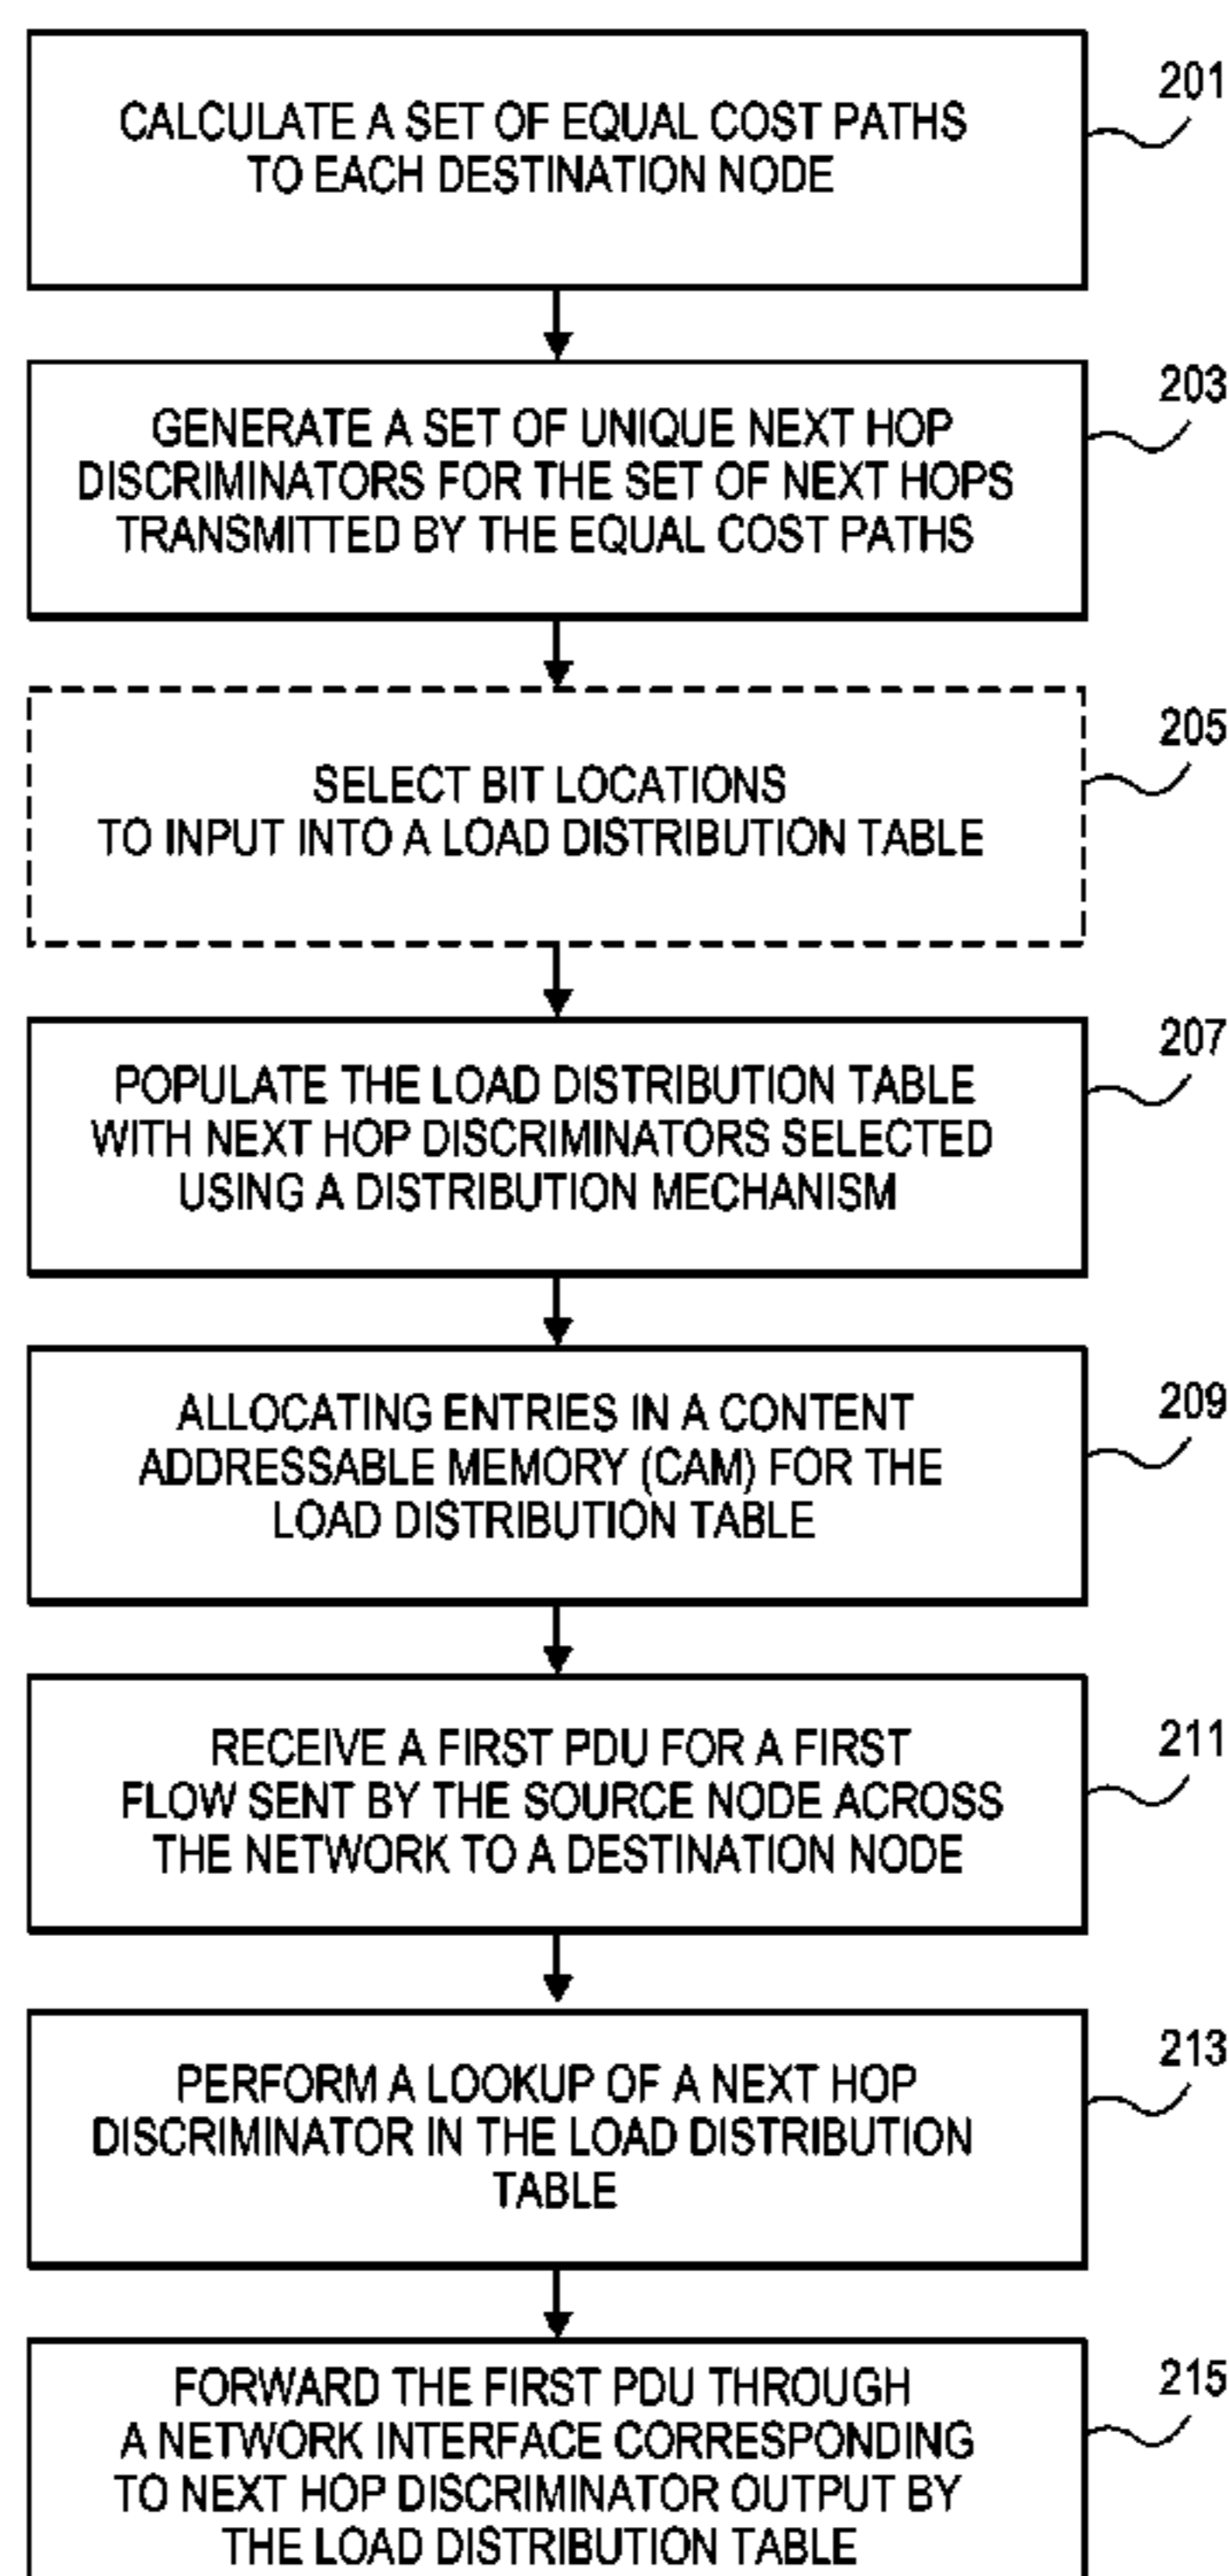 CALCULATE A SET OF EQUAL COST PATHS
TO EACH DESTINATION NODE
201
GENERATE A SET OF UNIQUE NEXT HOP
DISCRIMINATORS FOR THE SET OF NEXT HOPS
TRANSMITTED BY THE EQUAL COST PATHS
203
SELECT BIT LOCATIONS
TO INPUT INTO A LOAD DISTRIBUTION TABLE
205
POPULATE THE LOAD DISTRIBUTION TABLE
WITH NEXT HOP DISCRIMINATORS SELECTED
USING A DISTRIBUTION MECHANISM
207
ALLOCATING ENTRIES IN A CONTENT
ADDRESSABLE MEMORY (CAM) FOR THE
LOAD DISTRIBUTION TABLE
209
RECEIVE A FIRST PDU FOR A FIRST
FLOW SENT BY THE SOURCE NODE ACROSS
THE NETWORK TO A DESTINATION NODE
211
PERFORM A LOOKUP OF A NEXT HOP
DISCRIMINATOR IN THE LOAD DISTRIBUTION
TABLE
213
FORWARD THE FIRST PDU THROUGH
A NETWORK INTERFACE CORRESPONDING
TO NEXT HOP DISCRIMINATOR OUTPUT BY
THE LOAD DISTRIBUTION TABLE
215